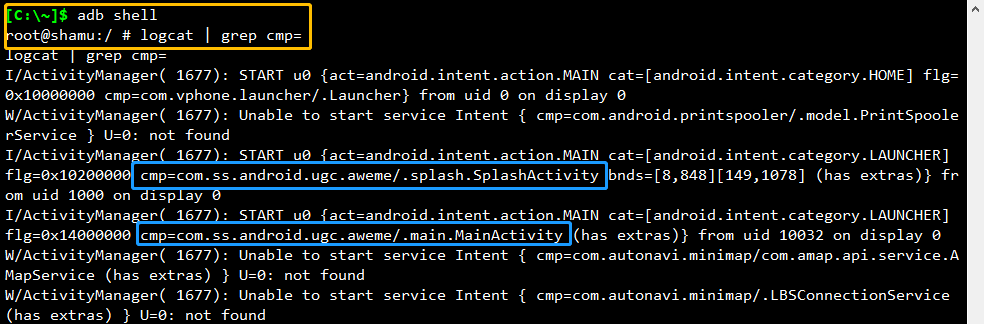 [C:\~]$ adb shell
root@shamu:/ # logcat | grep cmp=
logcat | grep cmp=
I/ActivityManager( 1677): START u0 {act=android.intent.action.MAIN cat=[android.intent.category.HOME] flg=
0x10000000 cmp=com.vphone.launcher/.Launcher} from uid 0 on display 0
W/ActivityManager( 1677): Unable to start service Intent { cmp=com.android.printspooler/.model.PrintSpoole
rService } U=0: not found
I/ActivityManager( 1677): START u0 {act=android.intent.action.MAIN cat=[android.intent.category.LAUNCHER]
flg=0x10200000 cmp=com.ss.android.ugc.aweme/.splash.SplashActivity bnds=[8,848][149,1078] (has extras)} fr
om uid 1000 on display 0
I/ActivityManager( 1677): START u0 {act=android.intent.action.MAIN cat=[android.intent.category.LAUNCHER]
flg=0x14000000 cmp=com.ss.android.ugc.aweme/.main.MainActivity (has extras)} from uid 10032 on display 0
W/ActivityManager( 1677): Unable to start service Intent { cmp=com.autonavi.minimap/com.amap.api.service.A
MapService (has extras) } U=0: not found
W/ActivityManager( 1677): Unable to start service Intent { cmp=com.autonavi.minimap/.LBSConnectionService
(has extras) } U=0: not found